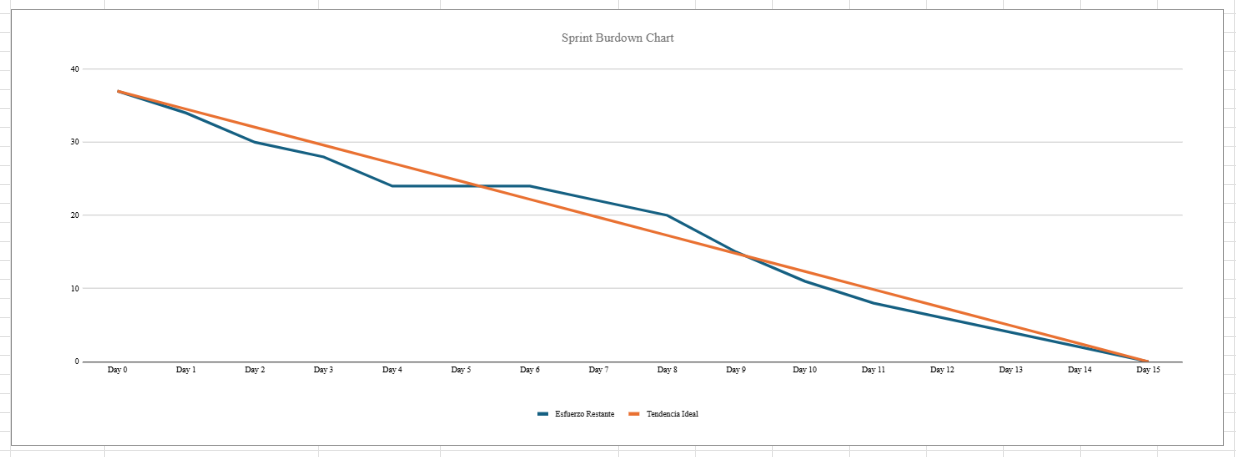 Sprint Burdown Chart
40
30
20
10
0
Day 0 Day 1 Day 2 Day 3 Day 4 Day 5 Day 6 Day 7 Day 8 Day 9 Day 10 Day 11 Day 12 Day 13 Day 14 Day 15
Esfuerzo Restante Tendencia Ideal